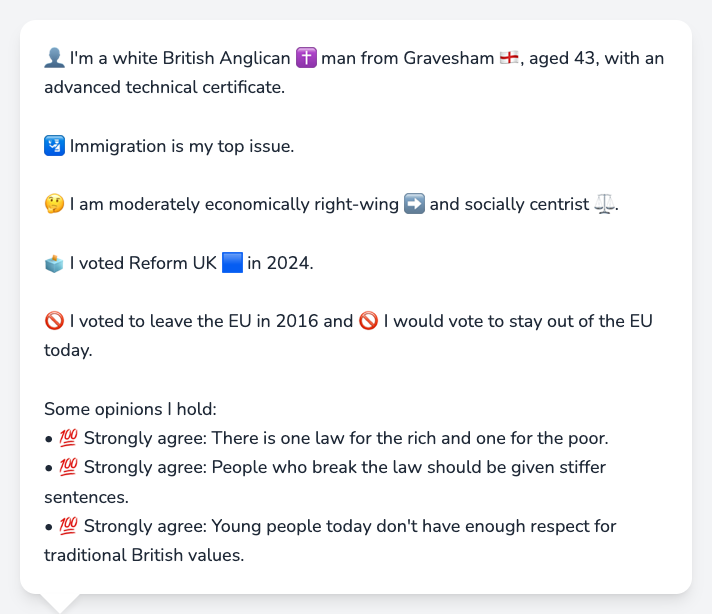 👤 I'm a white British Anglican ✝️ man from Gravesham 🏴󠁧󠁢󠁥󠁮󠁧󠁿, aged 43, with an
advanced technical certificate.
🛂 Immigration is my top issue.
🤔 I am moderately economically right-wing ➡️ and socially centrist ⚖️.
🗳️ I voted Reform UK 🟦 in 2024.
🚫 I voted to leave the EU in 2016 and 🚫 I would vote to stay out of the EU
today.
Some opinions I hold:
• 💯 Strongly agree: There is one law for the rich and one for the poor.
• 💯 Strongly agree: People who break the law should be given stiffer
sentences.
• 💯 Strongly agree: Young people today don't have enough respect for
traditional British values.